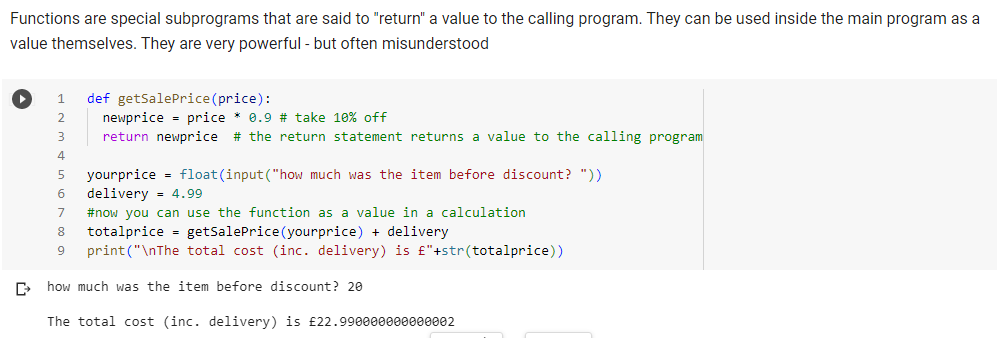 Functions are special subprograms that are said to "return" a value to the calling program. They can be used inside the main program as a
value themselves. They are very powerful - but often misunderstood
1 def getSalePrice(price):
2   newprice = price * 0.9 # take 10% off
3   return newprice  # the return statement returns a value to the calling program
4
5 yourprice = float(input("how much was the item before discount? "))
6 delivery = 4.99
7 #now you can use the function as a value in a calculation
8 totalprice = getSalePrice(yourprice) + delivery
9 print("\nThe total cost (inc. delivery) is £"+str(totalprice))
how much was the item before discount? 20
The total cost (inc. delivery) is £22.990000000000002